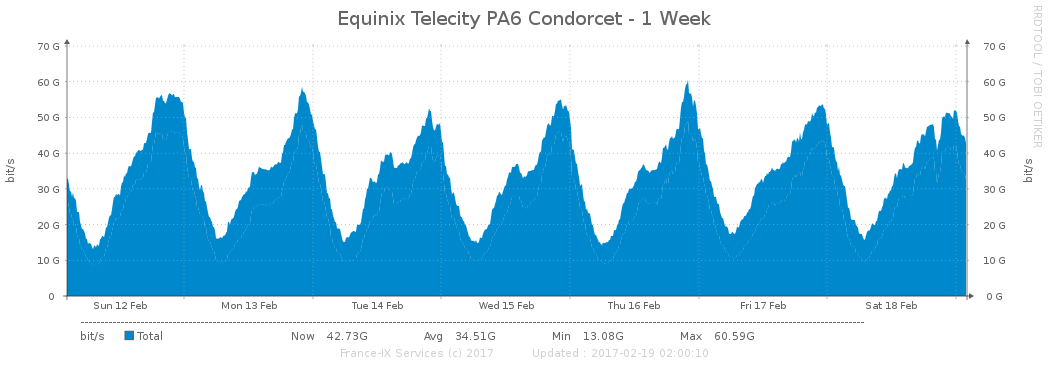 Equinix Telecity PA6 Condorcet - 1 Week
RRDTOOL / TOBI OETIKER
70 G 70 G
60 G 60 G
50 G 50 G
40 G 40 G
bit/s bit/s
30 G 30 G
20 G 20 G
10 G 10 G
0 0 G
Sun 12 Feb Mon 13 Feb Tue 14 Feb Wed 15 Feb Thu 16 Feb Fri 17 Feb Sat 18 Feb
bit/s Total Now 42.73G Avg 34.51G Min 13.08G Max 60.59G
France-IX Services (c) 2017 Updated : 2017-02-19 02:00:10